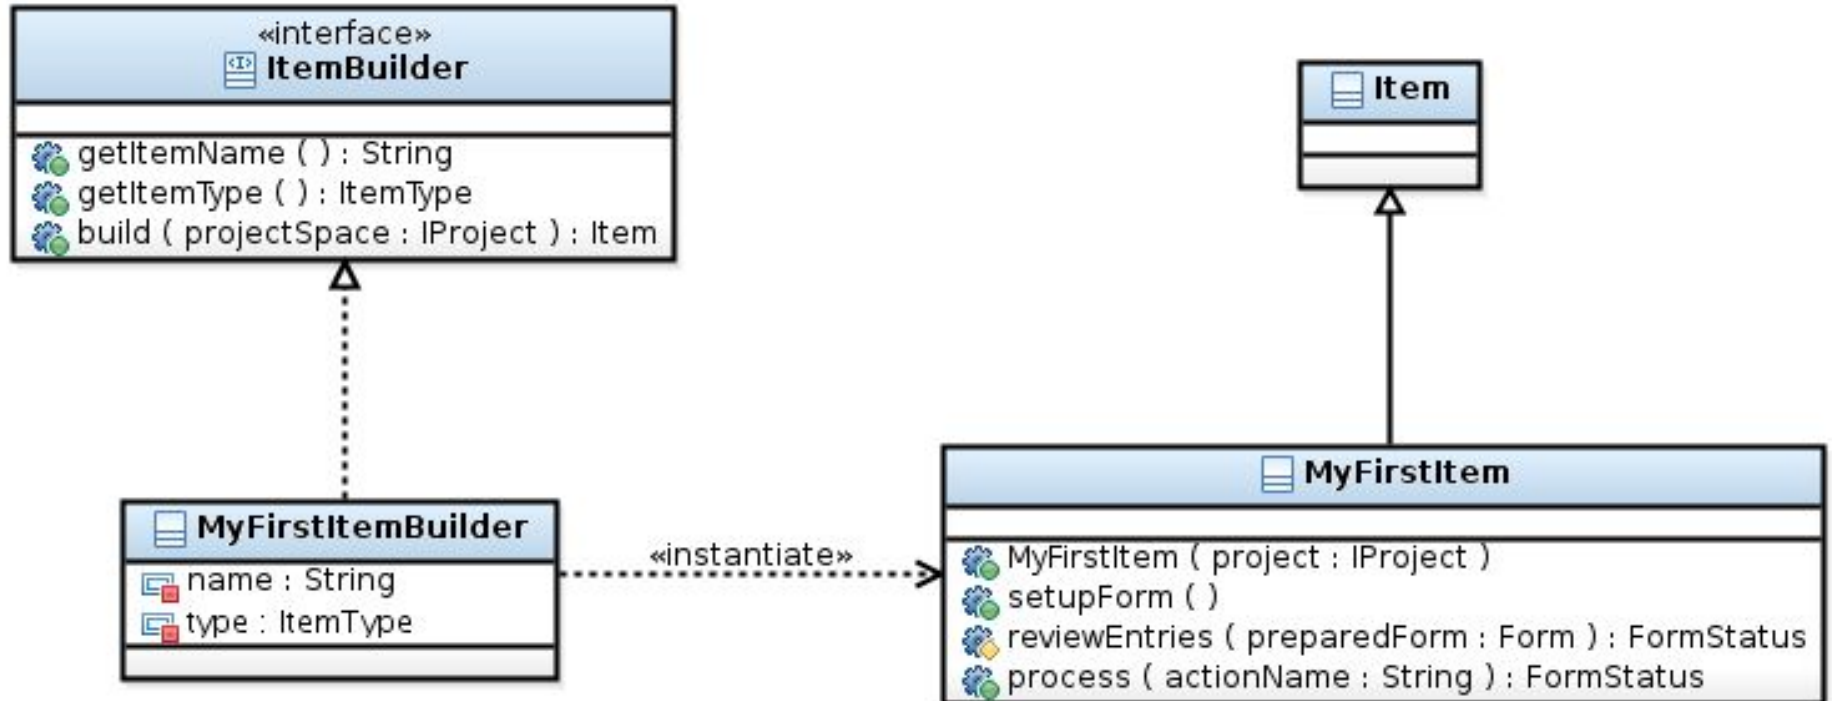 «interface»
ItemBuilder
getItemName ( ) : String
getItemType ( ) : ItemType
build ( projectSpace : IProject ) : Item
Item
MyFirstItemBuilder
name : String
type : ItemType
«instantiate»
MyFirstItem
MyFirstItem ( project : IProject )
setupForm ( )
reviewEntries ( preparedForm : Form ) : FormStatus
process ( actionName : String ) : FormStatus